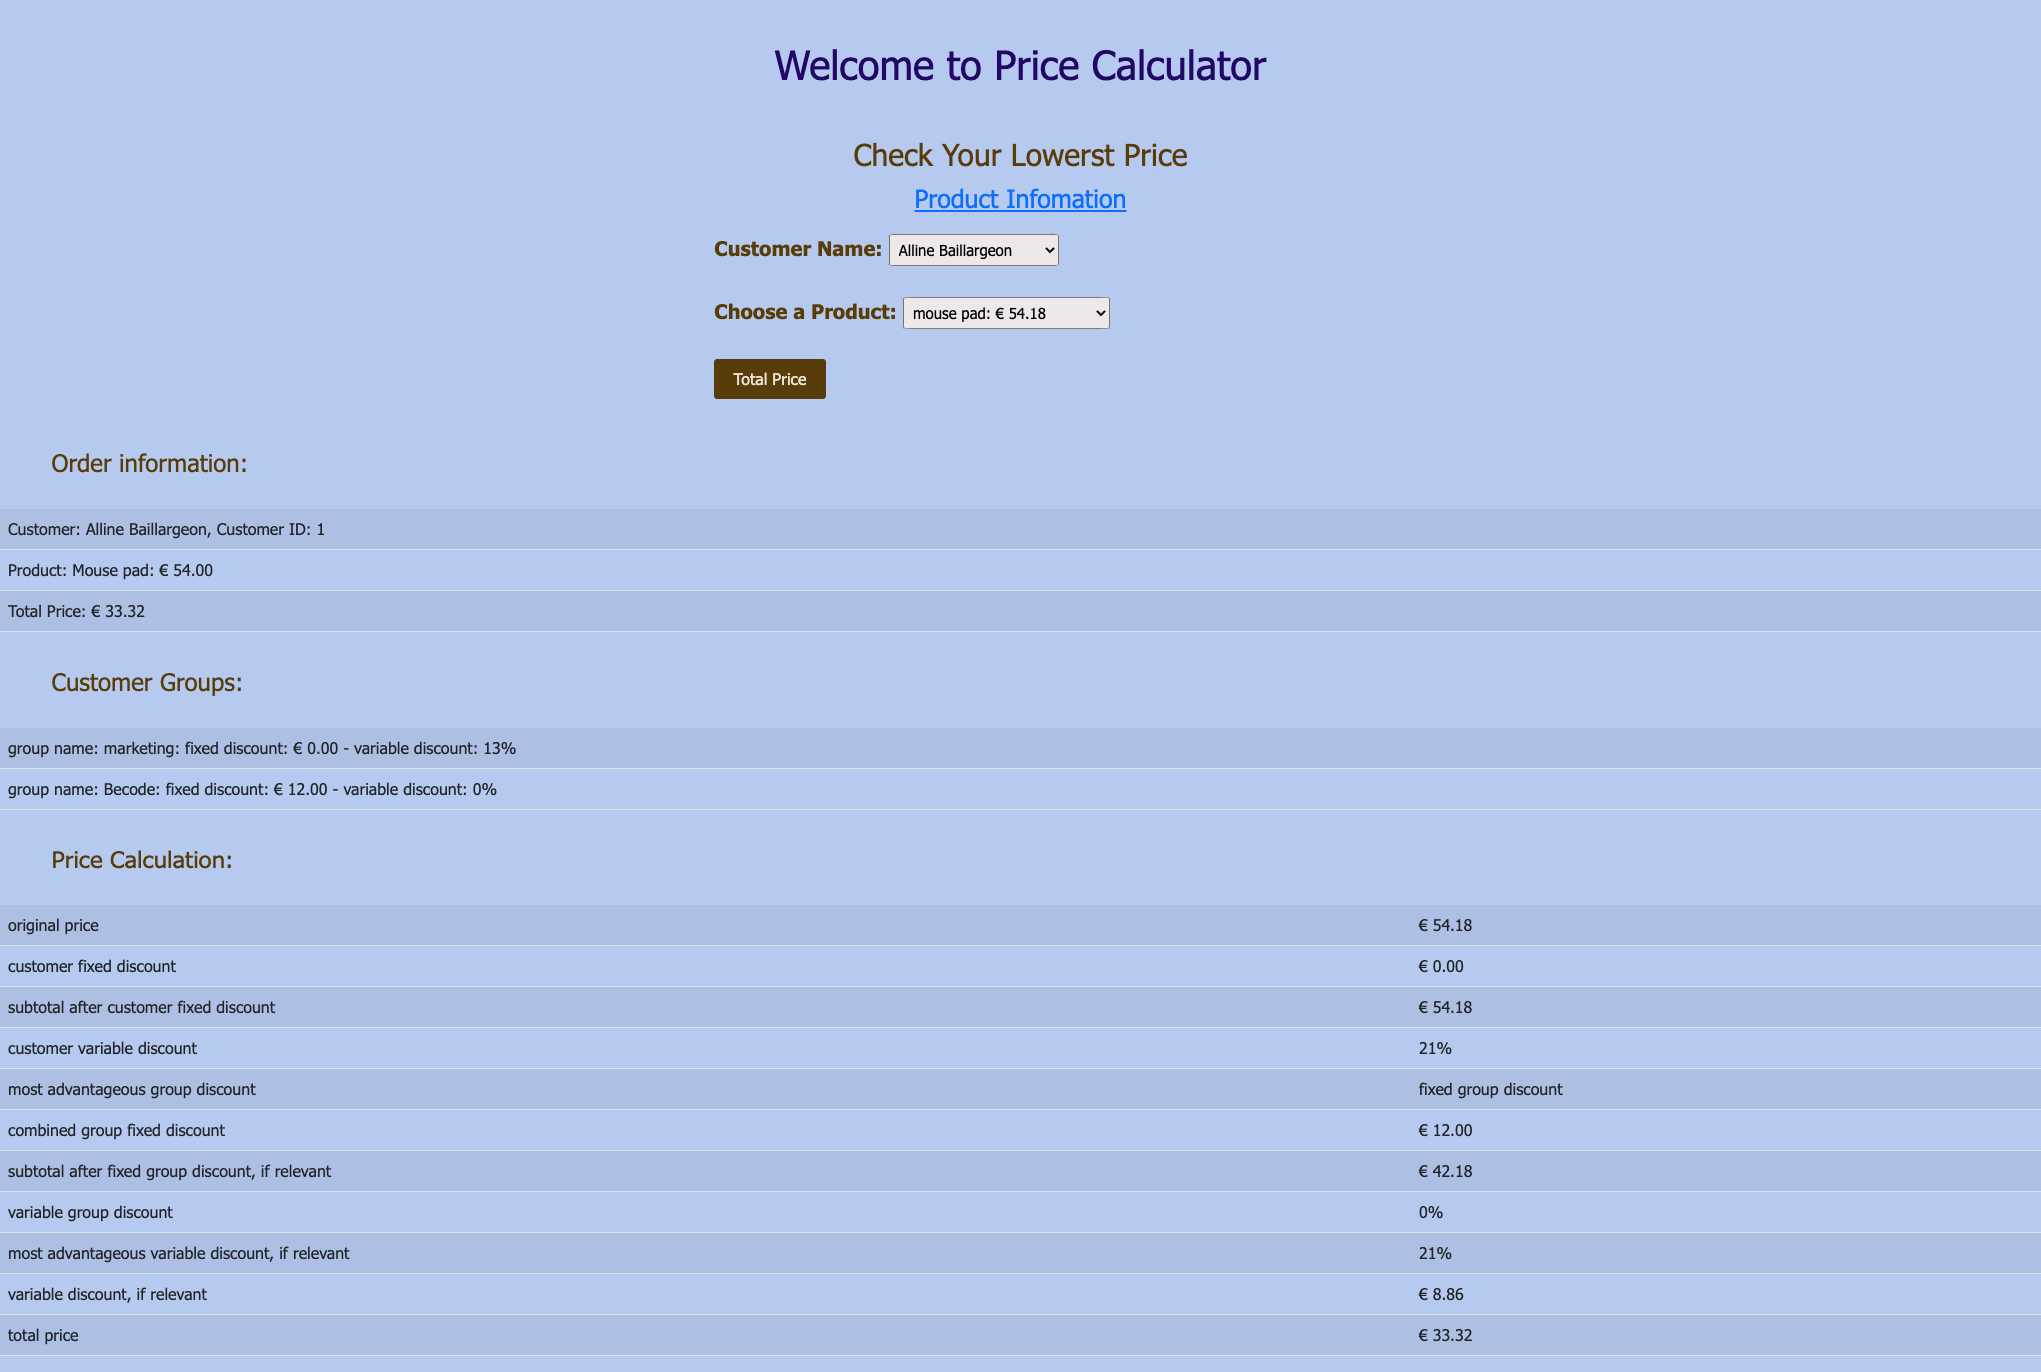 Welcome to Price Calculator
Check Your Lowerst Price
Product Infomation
Customer Name: Alline Baillargeon
Choose a Product: mouse pad: € 54.18
Total Price
Order information:
Customer: Alline Baillargeon, Customer ID: 1
Product: Mouse pad: € 54.00
Total Price: € 33.32
Customer Groups:
group name: marketing: fixed discount: € 0.00 - variable discount: 13%
group name: Becode: fixed discount: € 12.00 - variable discount: 0%
Price Calculation:
original price € 54.18
customer fixed discount € 0.00
subtotal after customer fixed discount € 54.18
customer variable discount 21%
most advantageous group discount fixed group discount
combined group fixed discount € 12.00
subtotal after fixed group discount, if relevant € 42.18
variable group discount 0%
most advantageous variable discount, if relevant 21%
variable discount, if relevant € 8.86
total price € 33.32